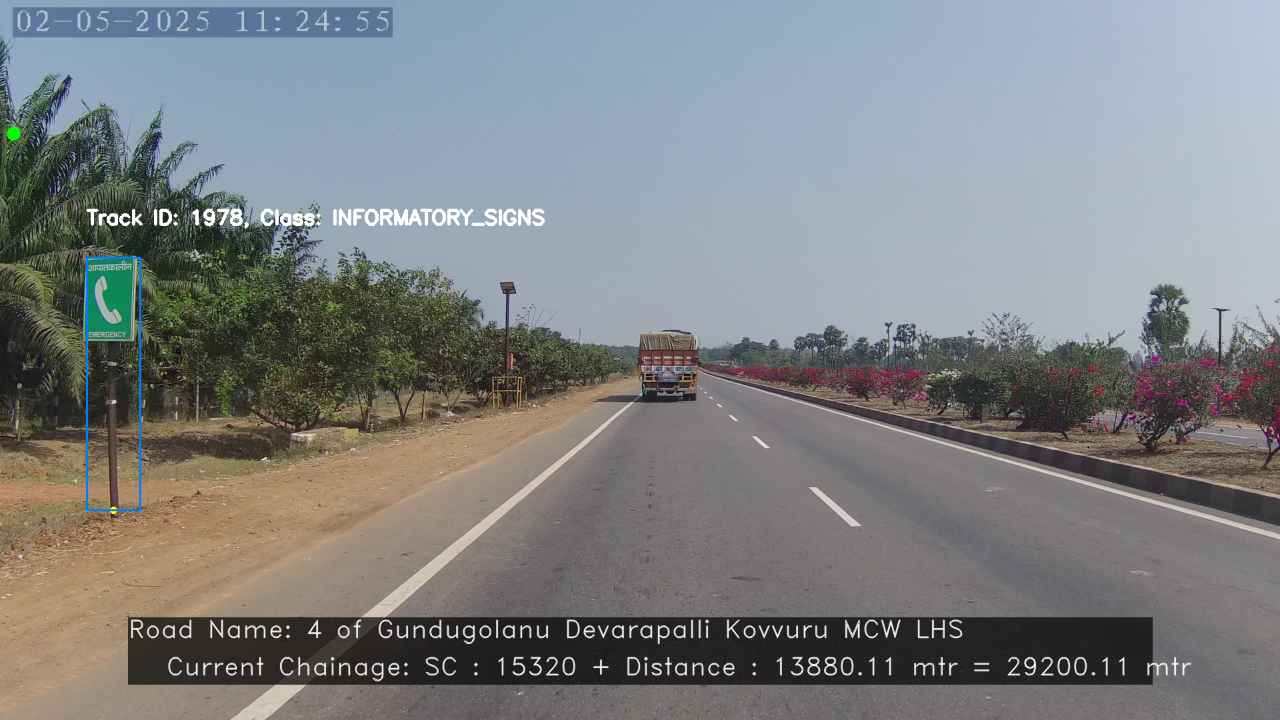 02-05-2025 11:24:55
Track ID: 1978, Class: INFORMATORY_SIGNS
आपातकालीन
EMERGENCY
Road Name: 4 of Gundugolanu Devarapalli Kovvuru MCW LHS
Current Chainage: SC : 15320 + Distance : 13880.11 mtr = 29200.11 mtr